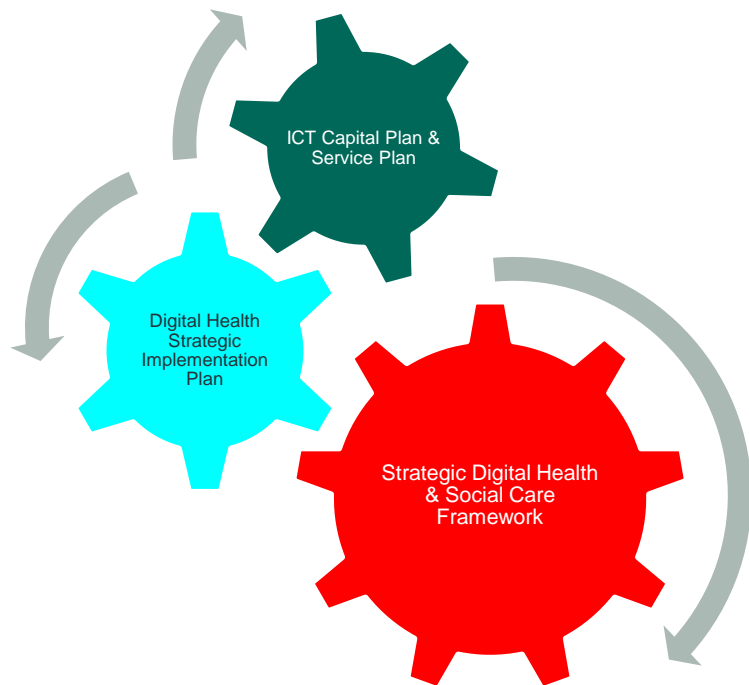 ICT Capital Plan &
Service Plan
Digital Health
Strategic
Implementation
Plan
Strategic Digital Health
& Social Care
Framework